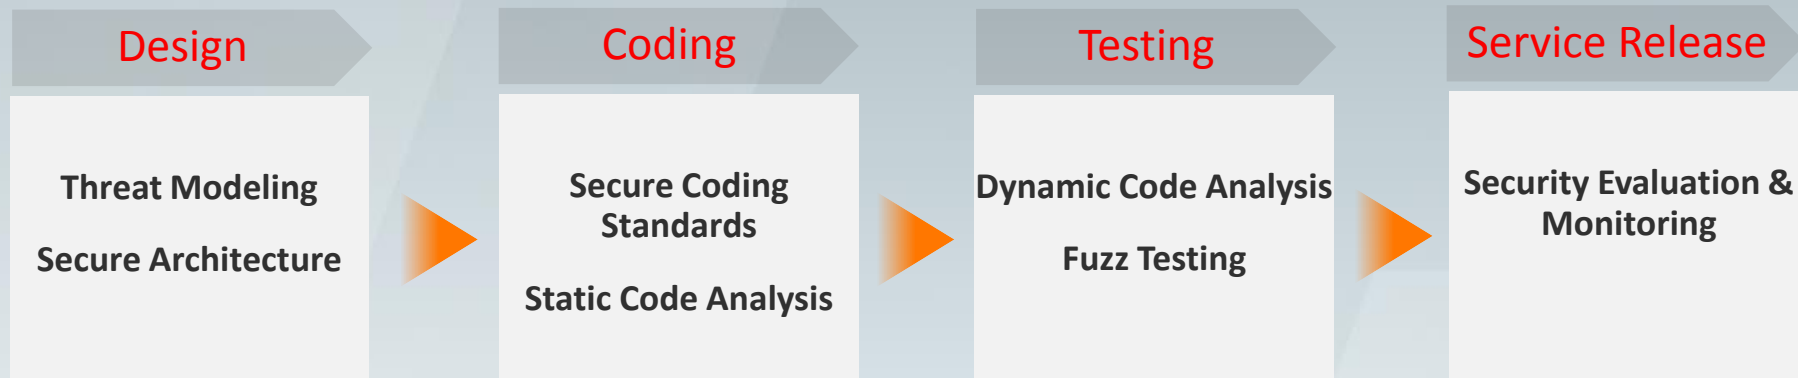 Design
Threat Modeling
Secure Architecture
Coding
Secure Coding
Standards
Static Code Analysis
Testing
Dynamic Code Analysis
Fuzz Testing
Service Release
Security Evaluation &
Monitoring